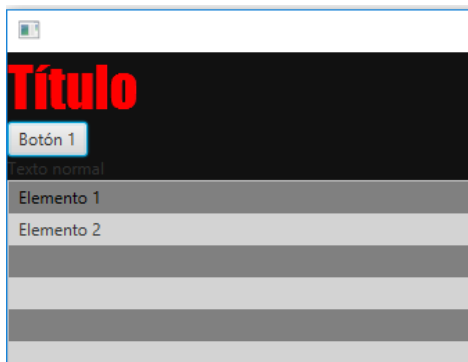 Título
Botón 1
Texto normal
Elemento 1
Elemento 2